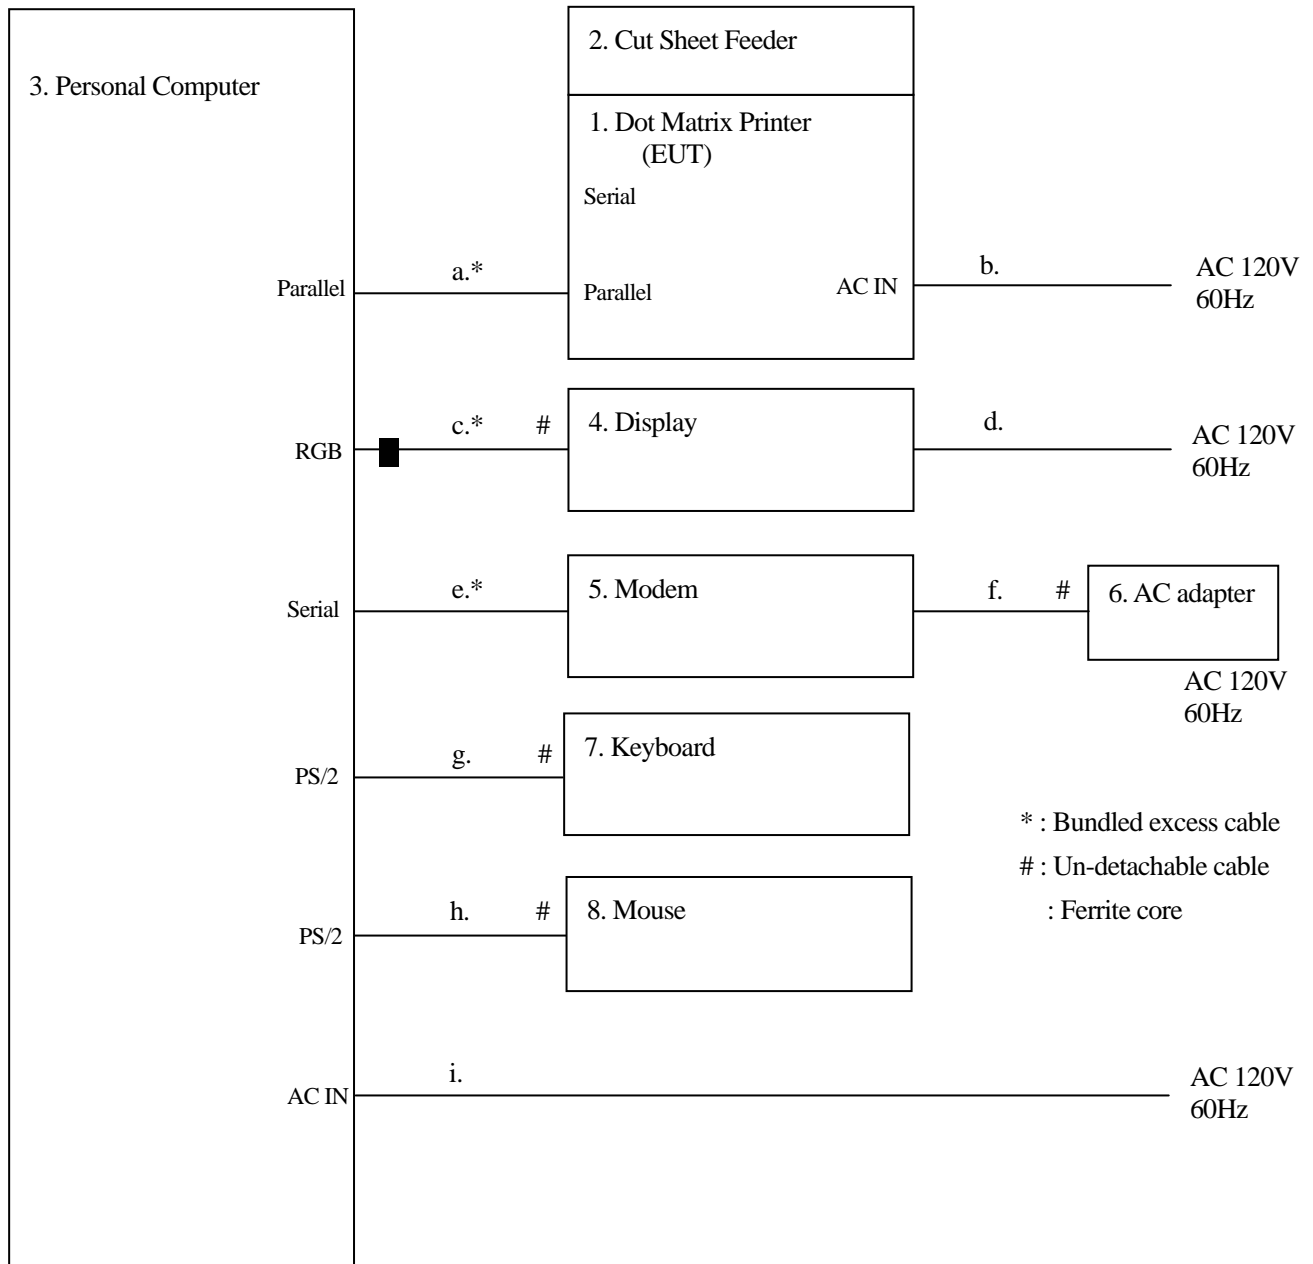 2. Cut Sheet Feeder
3. Personal Computer
1. Dot Matrix Printer
(EUT)
Serial
Parallel
a.*
Parallel
AC IN
b.
AC 120V
60Hz
RGB
c.*
#
4. Display
d.
AC 120V
60Hz
Serial
e.*
5. Modem
f.
#
6. AC adapter
AC 120V
60Hz
PS/2
g.
#
7. Keyboard
* : Bundled excess cable
# : Un-detachable cable
: Ferrite core
PS/2
h.
#
8. Mouse
AC IN
i.
AC 120V
60Hz